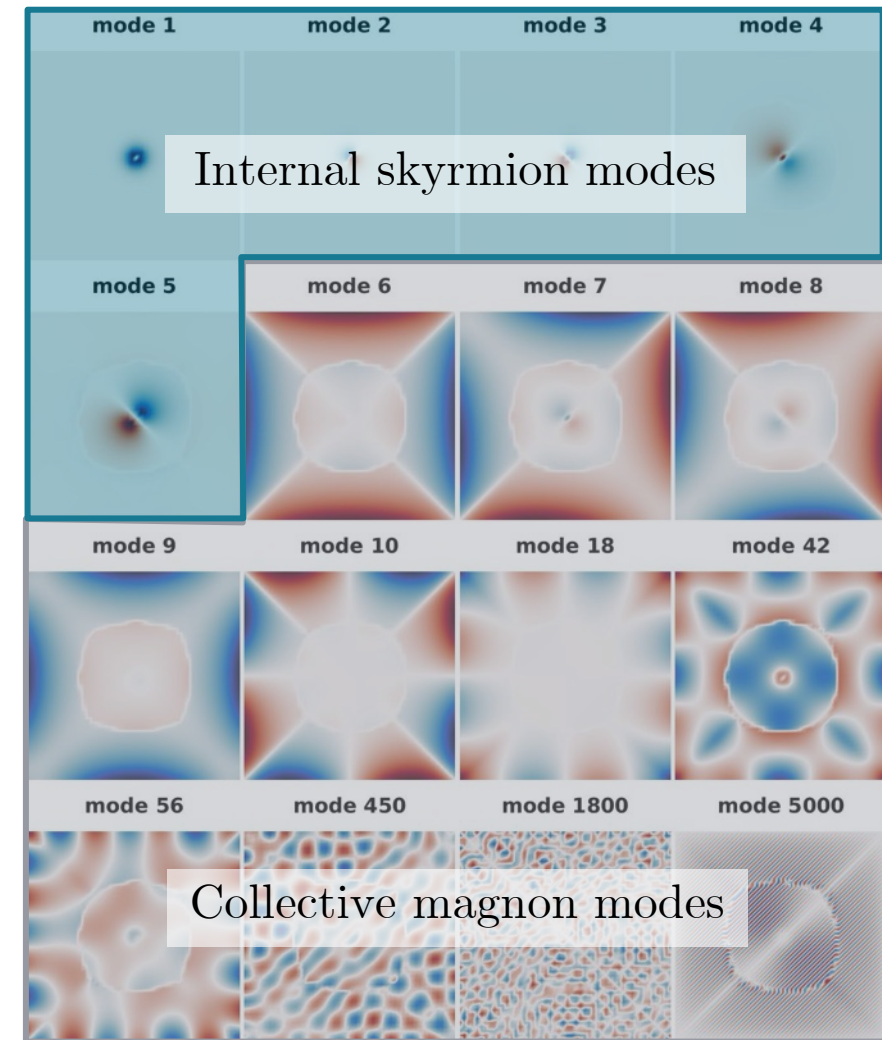 mode 1 mode 2 mode 3 mode 4
Internal skyrmion modes
mode 5 mode 6 mode 7 mode 8
mode 9 mode 10 mode 18 mode 42
mode 56 mode 450 mode 1800 mode 5000
Collective magnon modes